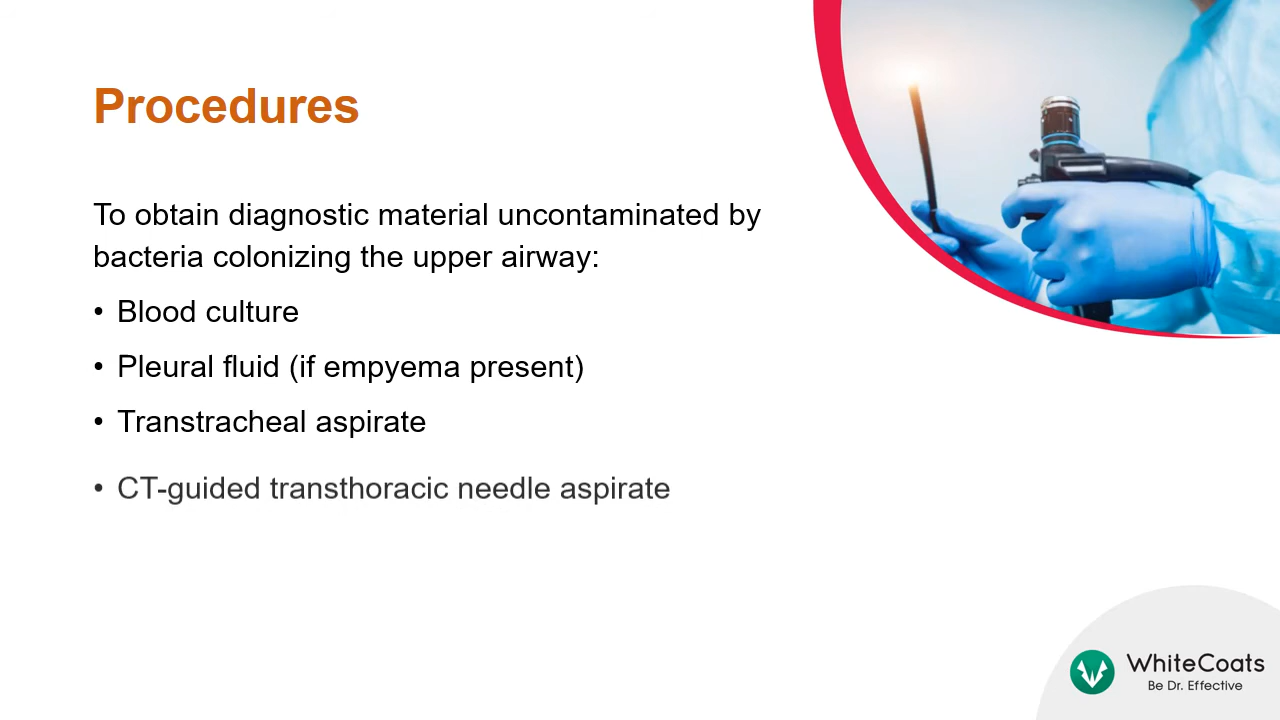 Procedures
To obtain diagnostic material uncontaminated by
bacteria colonizing the upper airway:
• Blood culture
• Pleural fluid (if empyema present)
• Transtracheal aspirate
• CT-guided transthoracic needle aspirate
WhiteCoats
Be Dr. Effective